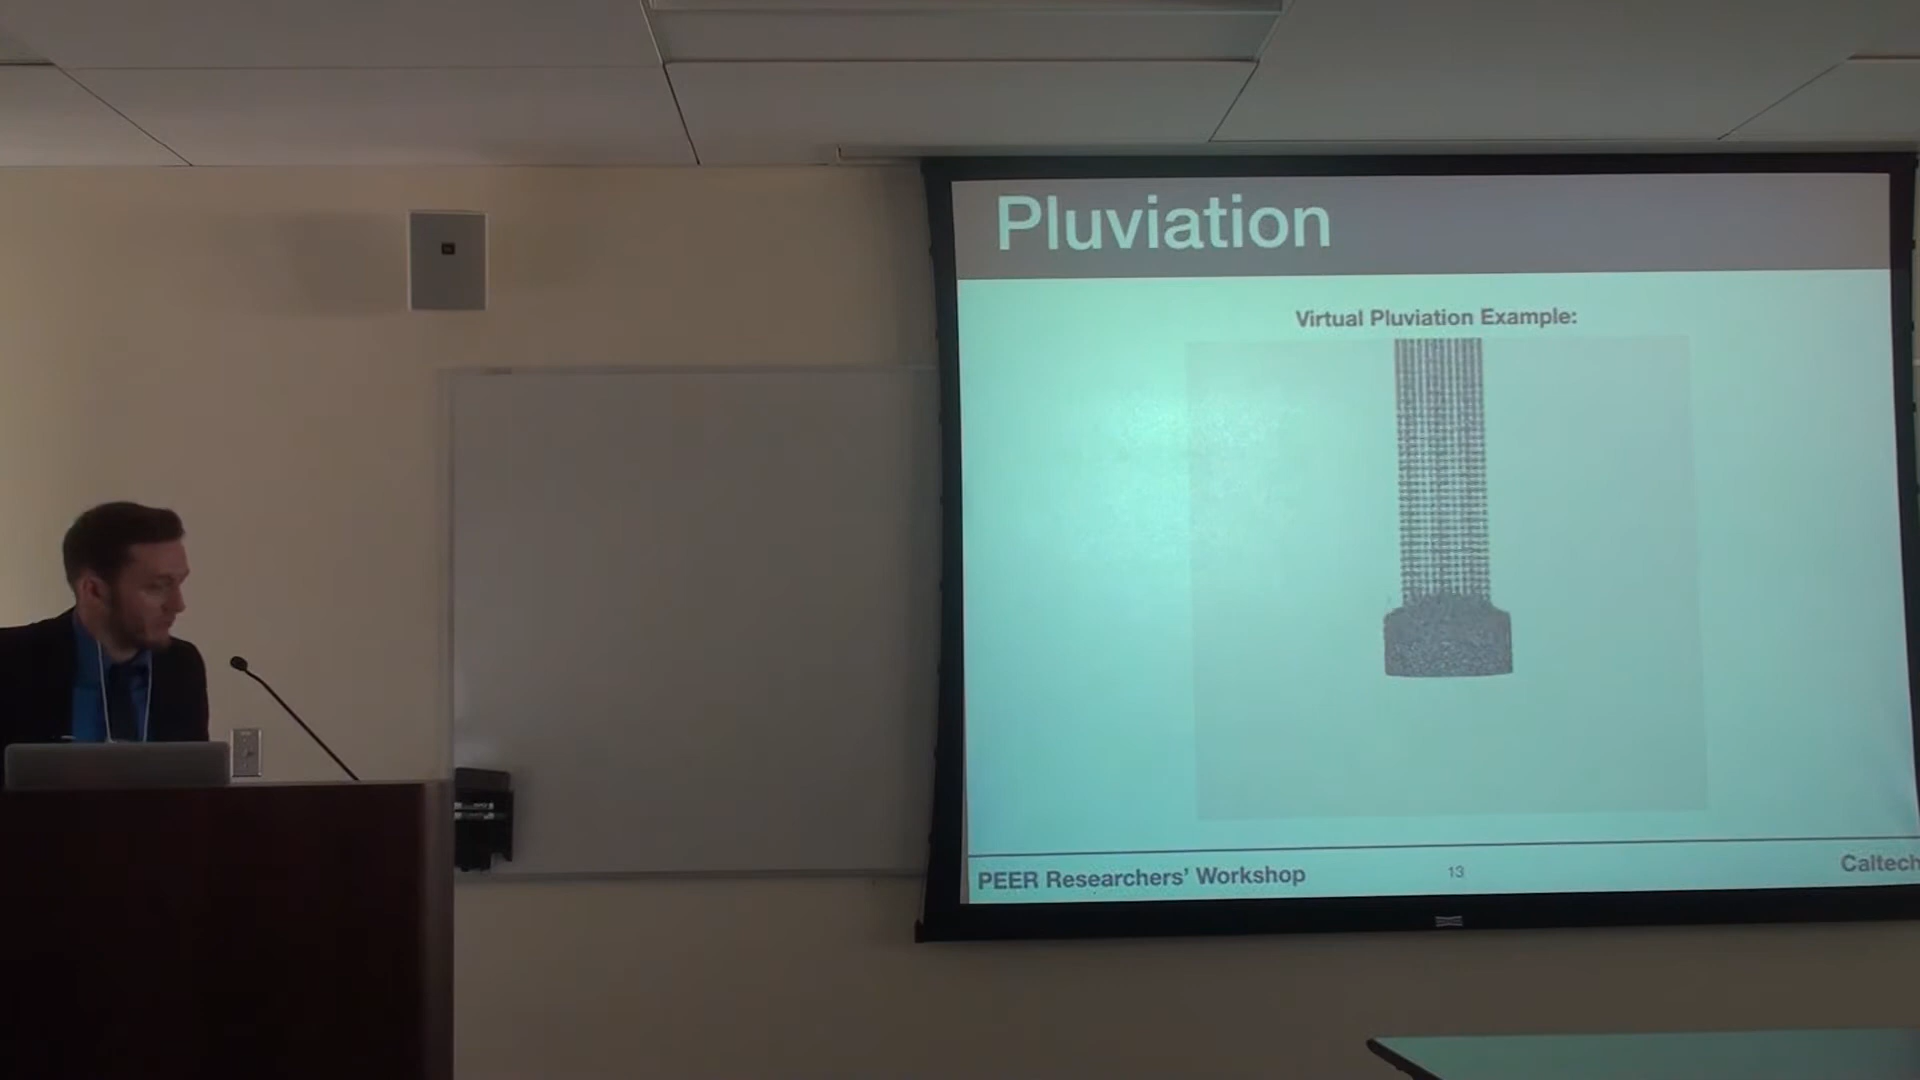 Pluviation
Virtual Pluviation Example:
PEER Researchers' Workshop
13
Caltech